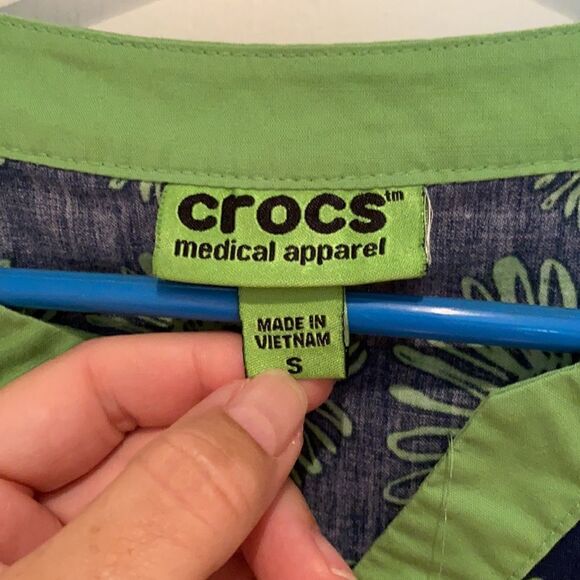 crocs™
medical apparel
MADE IN
VIETNAM
S